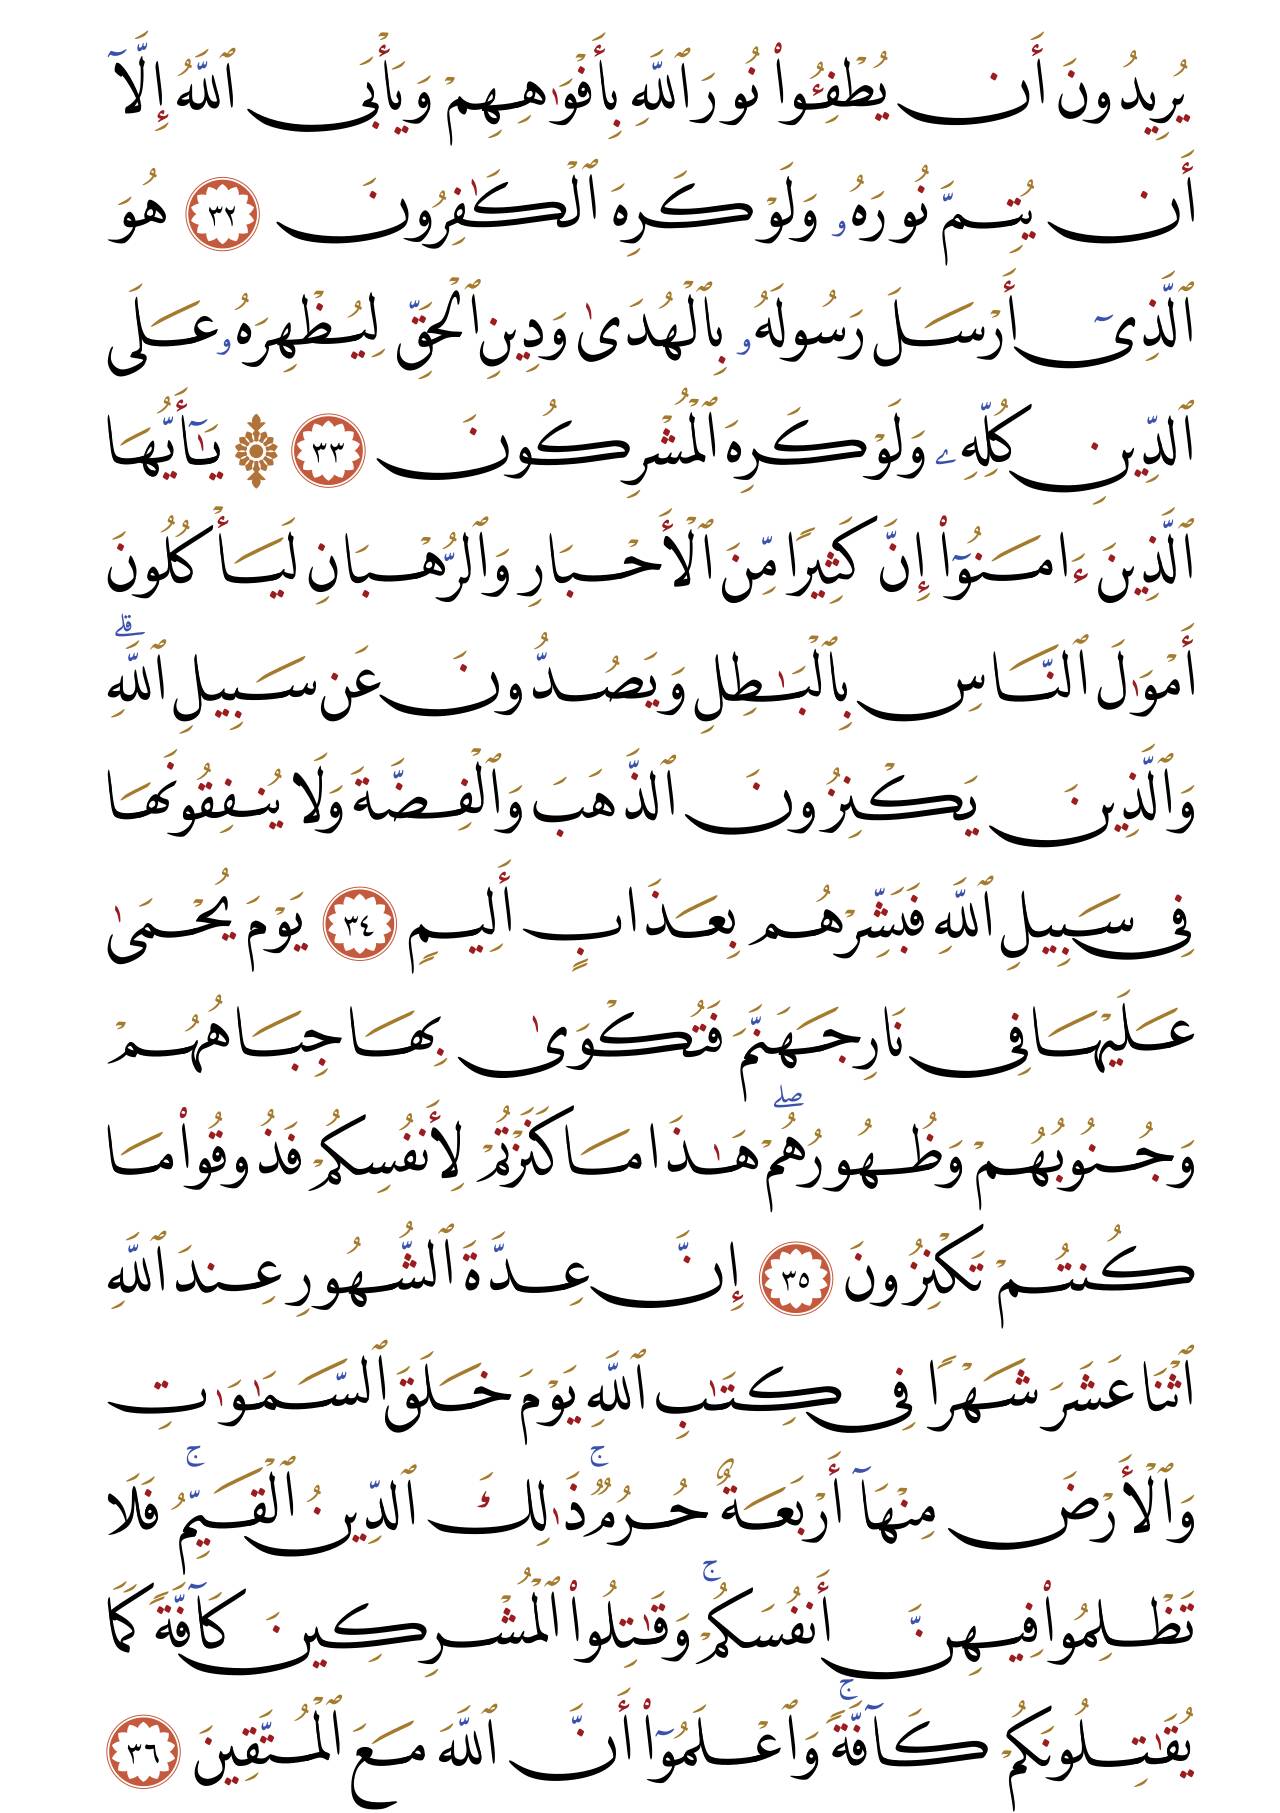 يُرِيدُونَ أَن يُطْفِـُٔوا۟ نُورَ ٱللَّهِ بِأَفْوَٰهِهِمْ وَيَأْبَى ٱللَّهُ إِلَّآ
أَن يُتِمَّ نُورَهُۥ وَلَوْ كَرِهَ ٱلْكَـٰفِرُونَ ٣٢ هُوَ
ٱلَّذِىٓ أَرْسَلَ رَسُولَهُۥ بِٱلْهُدَىٰ وَدِينِ ٱلْحَقِّ لِيُظْهِرَهُۥ عَلَى
ٱلدِّينِ كُلِّهِۦ وَلَوْ كَرِهَ ٱلْمُشْرِكُونَ ٣٣ ۞ يَـٰٓأَيُّهَا
ٱلَّذِينَ ءَامَنُوٓا۟ إِنَّ كَثِيرًا مِّنَ ٱلْأَحْبَارِ وَٱلرُّهْبَانِ لَيَأْكُلُونَ
أَمْوَٰلَ ٱلنَّاسِ بِٱلْبَـٰطِلِ وَيَصُدُّونَ عَن سَبِيلِ ٱللَّهِ ۗ
وَٱلَّذِينَ يَكْنِزُونَ ٱلذَّهَبَ وَٱلْفِضَّةَ وَلَا يُنفِقُونَهَا
فِى سَبِيلِ ٱللَّهِ فَبَشِّرْهُم بِعَذَابٍ أَلِيمٍ ٣٤ يَوْمَ يُحْمَىٰ
عَلَيْهَا فِى نَارِ جَهَنَّمَ فَتُكْوَىٰ بِهَا جِبَاهُهُمْ
وَجُنُوبُهُمْ وَظُهُورُهُمْ ۖ هَـٰذَا مَا كَنَزْتُمْ لِأَنفُسِكُمْ فَذُوقُوا۟ مَا
كُنتُمْ تَكْنِزُونَ ٣٥ إِنَّ عِدَّةَ ٱلشُّهُورِ عِندَ ٱللَّهِ
ٱثْنَا عَشَرَ شَهْرًا فِى كِتَـٰبِ ٱللَّهِ يَوْمَ خَلَقَ ٱلسَّمَـٰوَٰتِ
وَٱلْأَرْضَ مِنْهَآ أَرْبَعَةٌ حُرُمٌ ۚ ذَٰلِكَ ٱلدِّينُ ٱلْقَيِّمُ ۚ فَلَا
تَظْلِمُوا۟ فِيهِنَّ أَنفُسَكُمْ ۚ وَقَـٰتِلُوا۟ ٱلْمُشْرِكِينَ كَآفَّةً كَمَا
يُقَـٰتِلُونَكُمْ كَآفَّةً ۚ وَٱعْلَمُوٓا۟ أَنَّ ٱللَّهَ مَعَ ٱلْمُتَّقِينَ ٣٦